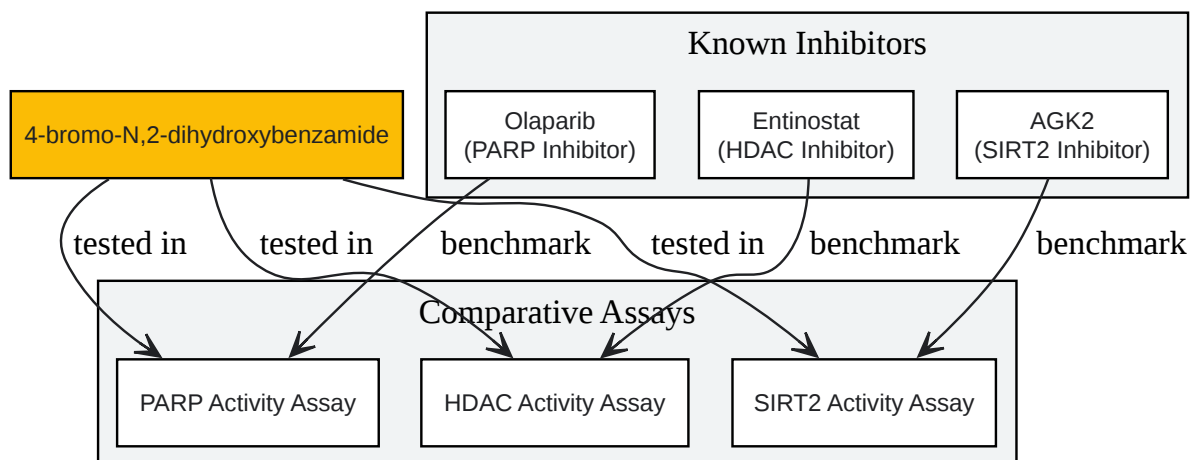 Known Inhibitors
4-bromo-N,2-dihydroxybenzamide
Olaparib
(PARP Inhibitor)
Entinostat
(HDAC Inhibitor)
AGK2
(SIRT2 Inhibitor)
tested in
tested in
benchmark
tested in
benchmark
benchmark
Comparative Assays
PARP Activity Assay
HDAC Activity Assay
SIRT2 Activity Assay